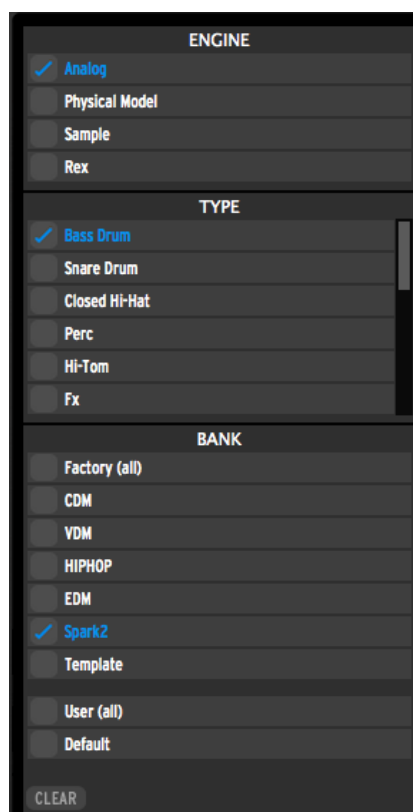 ENGINE
Analog
Physical Model
Sample
Rex
TYPE
Bass Drum
Snare Drum
Closed Hi-Hat
Perc
Hi-Tom
Fx
BANK
Factory (all)
CDM
VDM
HIPHOP
EDM
Spark2
Template
User (all)
Default
CLEAR